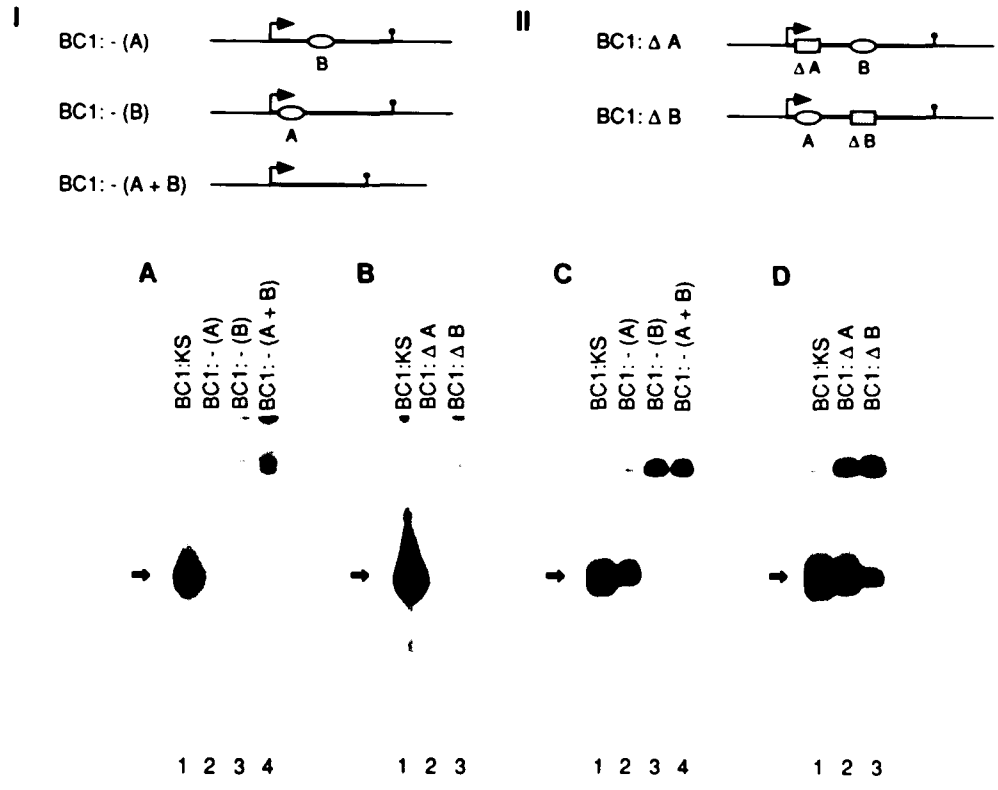 I
BC1: - (A)
B
BC1: - (B)
A
BC1: - (A + B)
II
BC1: Δ A
Δ A B
BC1: Δ B
A Δ B
A
BC1:KS
BC1: - (A)
BC1: - (B)
BC1: - (A + B)
1 2 3 4
B
BC1:KS
BC1: Δ A
BC1: Δ B
1 2 3
C
BC1:KS
BC1: - (A)
BC1: - (B)
BC1: - (A + B)
1 2 3 4
D
BC1:KS
BC1: Δ A
BC1: Δ B
1 2 3